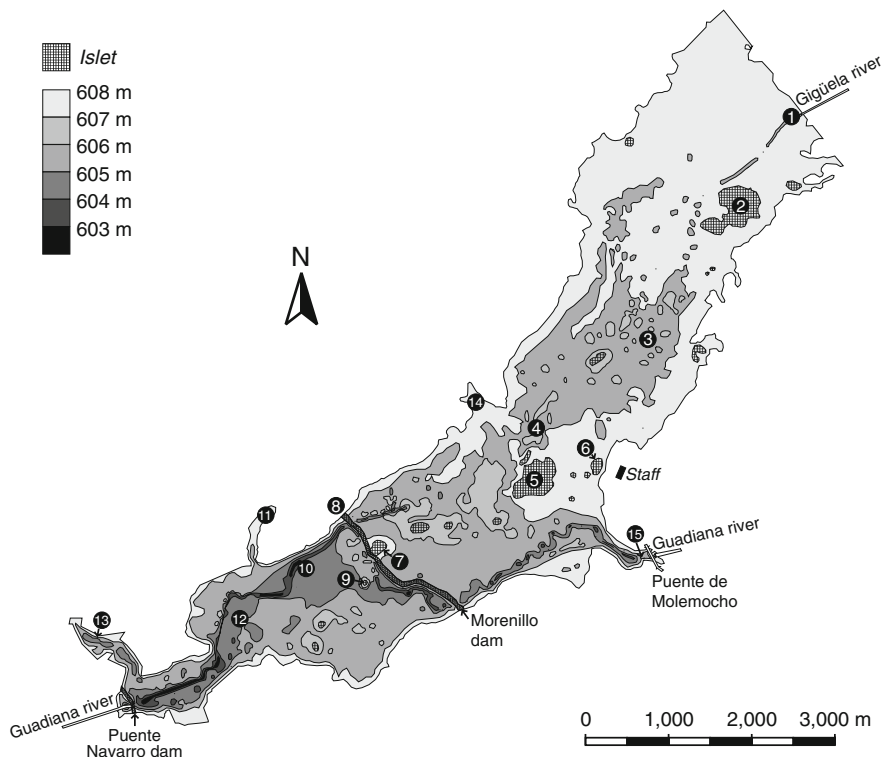 Islet
608 m
607 m
606 m
605 m
604 m
603 m
N
Gigüela river
1
2
3
14
4
6
5
Staff
8
11
15
Guadiana river
7
10
9
Puente de
Molemocho
12
13
Morenillo
dam
Guadiana river
Puente
Navarro dam
0 1,000 2,000 3,000 m